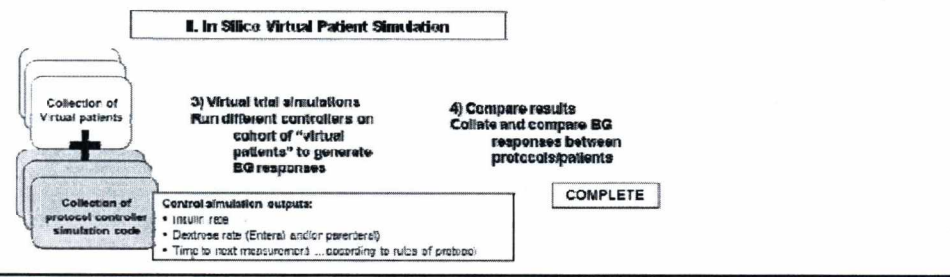 II. In Silico Virtual Patient Simulation
Collection of
Virtual patients
+
Collection of
protocol controller
simulation code
3) Virtual trial simulations
Run different controllers on
cohort of "virtual
patients" to generate
BG responses
4) Compare results
Collate and compare BG
responses between
protocols/patients
COMPLETE
Control simulation outputs:
• Insulin rate
• Dextrose rate (Enteral and/or parenteral)
• Time to next measurement ... according to rules of protocol